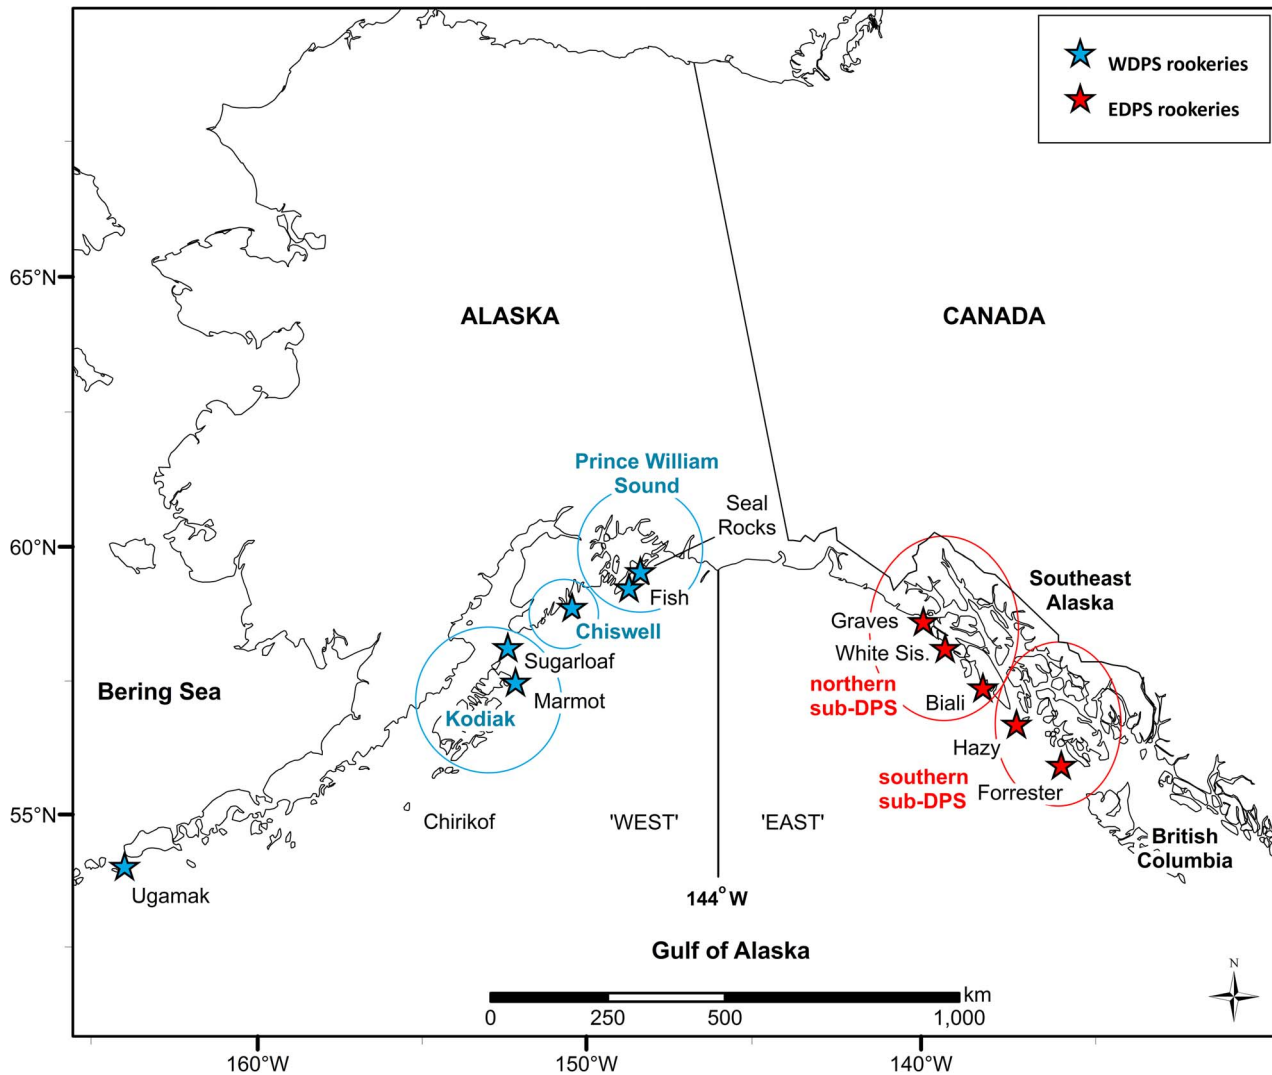 WDPS rookeries
EDPS rookeries
65°N
ALASKA
CANADA
Prince William
Sound
Seal
Rocks
60°N
Fish
Southeast
Alaska
Graves
Chiswell
White Sis.
Sugarloaf
northern
sub-DPS
Bering Sea
Marmot
Biali
Kodiak
Hazy
southern
sub-DPS
Forrester
55°N
Chirikof
'WEST'
'EAST'
British
Columbia
Ugamak
144°W
Gulf of Alaska
N
km
0
250
500
1,000
160°W
150°W
140°W